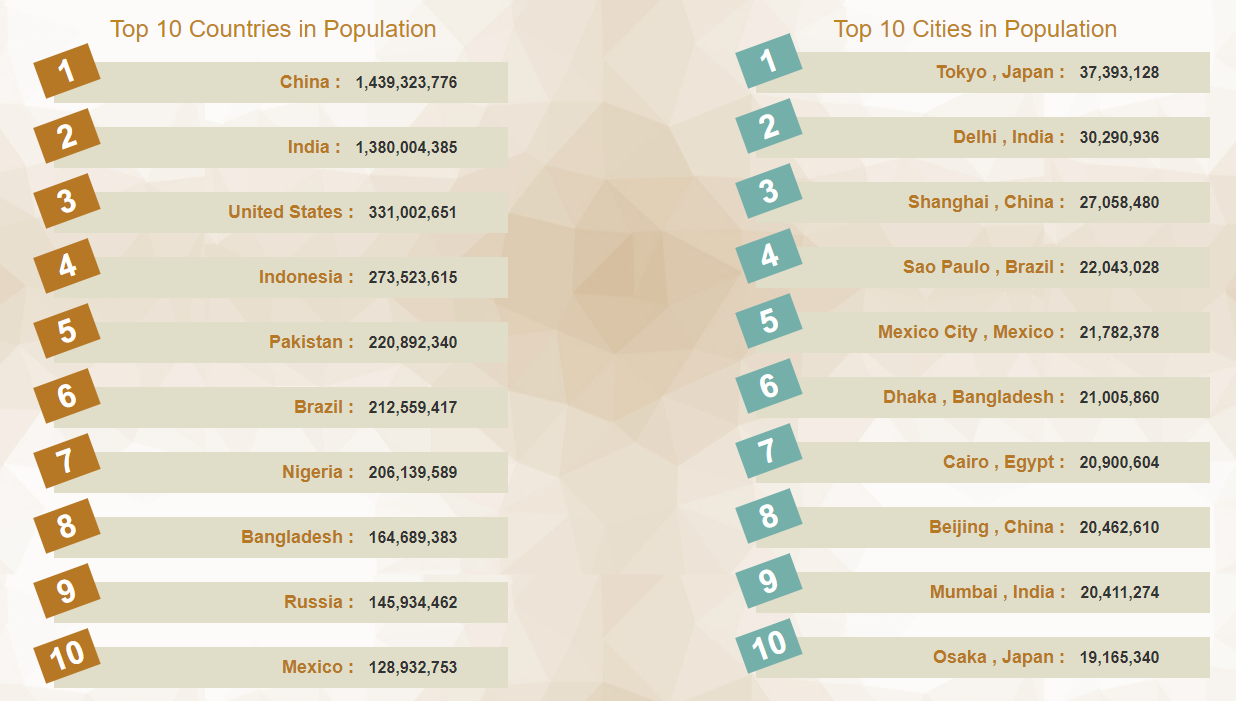 Top 10 Countries in Population
1
China : 1,439,323,776
2
India : 1,380,004,385
3
United States : 331,002,651
4
Indonesia : 273,523,615
5
Pakistan : 220,892,340
6
Brazil : 212,559,417
7
Nigeria : 206,139,589
8
Bangladesh : 164,689,383
9
Russia : 145,934,462
10
Mexico : 128,932,753
Top 10 Cities in Population
1
Tokyo , Japan : 37,393,128
2
Delhi , India : 30,290,936
3
Shanghai , China : 27,058,480
4
Sao Paulo , Brazil : 22,043,028
5
Mexico City , Mexico : 21,782,378
6
Dhaka , Bangladesh : 21,005,860
7
Cairo , Egypt : 20,900,604
8
Beijing , China : 20,462,610
9
Mumbai , India : 20,411,274
10
Osaka , Japan : 19,165,340